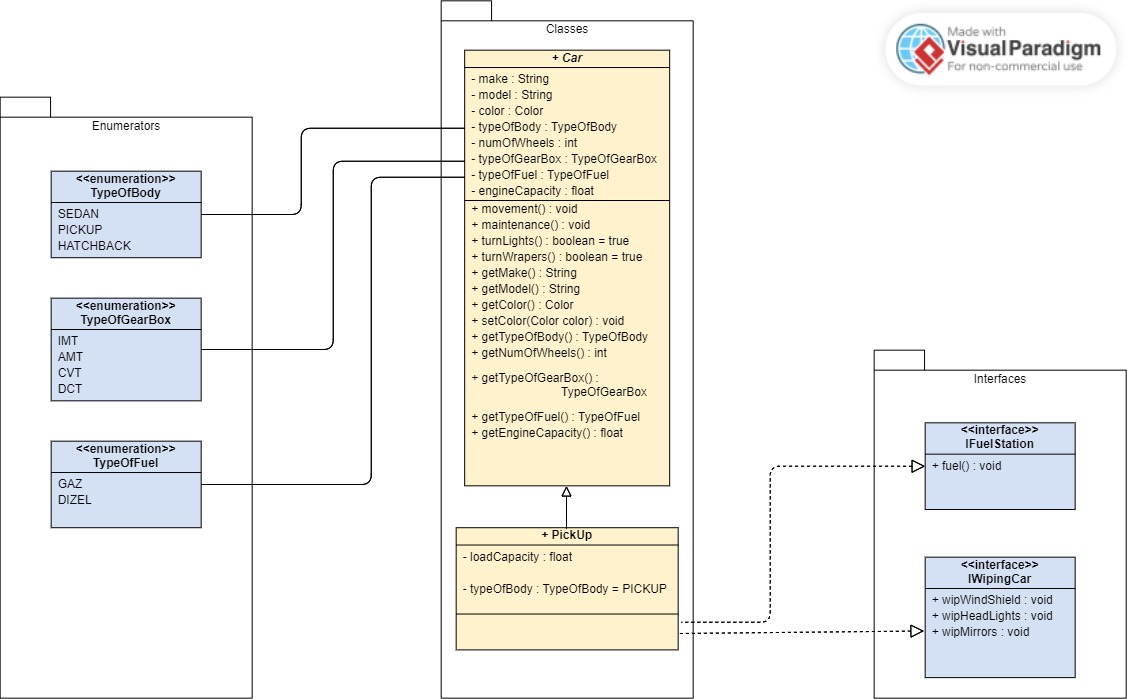 Made with
Visual Paradigm
For non-commercial use
Enumerators
<<enumeration>>
TypeOfBody
SEDAN
PICKUP
HATCHBACK
<<enumeration>>
TypeOfGearBox
IMT
AMT
CVT
DCT
<<enumeration>>
TypeOfFuel
GAZ
DIZEL
Classes
+ Car
- make : String
- model : String
- color : Color
- typeOfBody : TypeOfBody
- numOfWheels : int
- typeOfGearBox : TypeOfGearBox
- typeOfFuel : TypeOfFuel
- engineCapacity : float
+ movement() : void
+ maintenance() : void
+ turnLights() : boolean = true
+ turnWrapers() : boolean = true
+ getMake() : String
+ getModel() : String
+ getColor() : Color
+ setColor(Color color) : void
+ getTypeOfBody() : TypeOfBody
+ getNumOfWheels() : int
+ getTypeOfGearBox() :
TypeOfGearBox
+ getTypeOfFuel() : TypeOfFuel
+ getEngineCapacity() : float
+ PickUp
- loadCapacity : float
- typeOfBody : TypeOfBody = PICKUP
Interfaces
<<interface>>
IFuelStation
+ fuel() : void
<<interface>>
IWipingCar
+ wipWindShield : void
+ wipHeadLights : void
+ wipMirrors : void